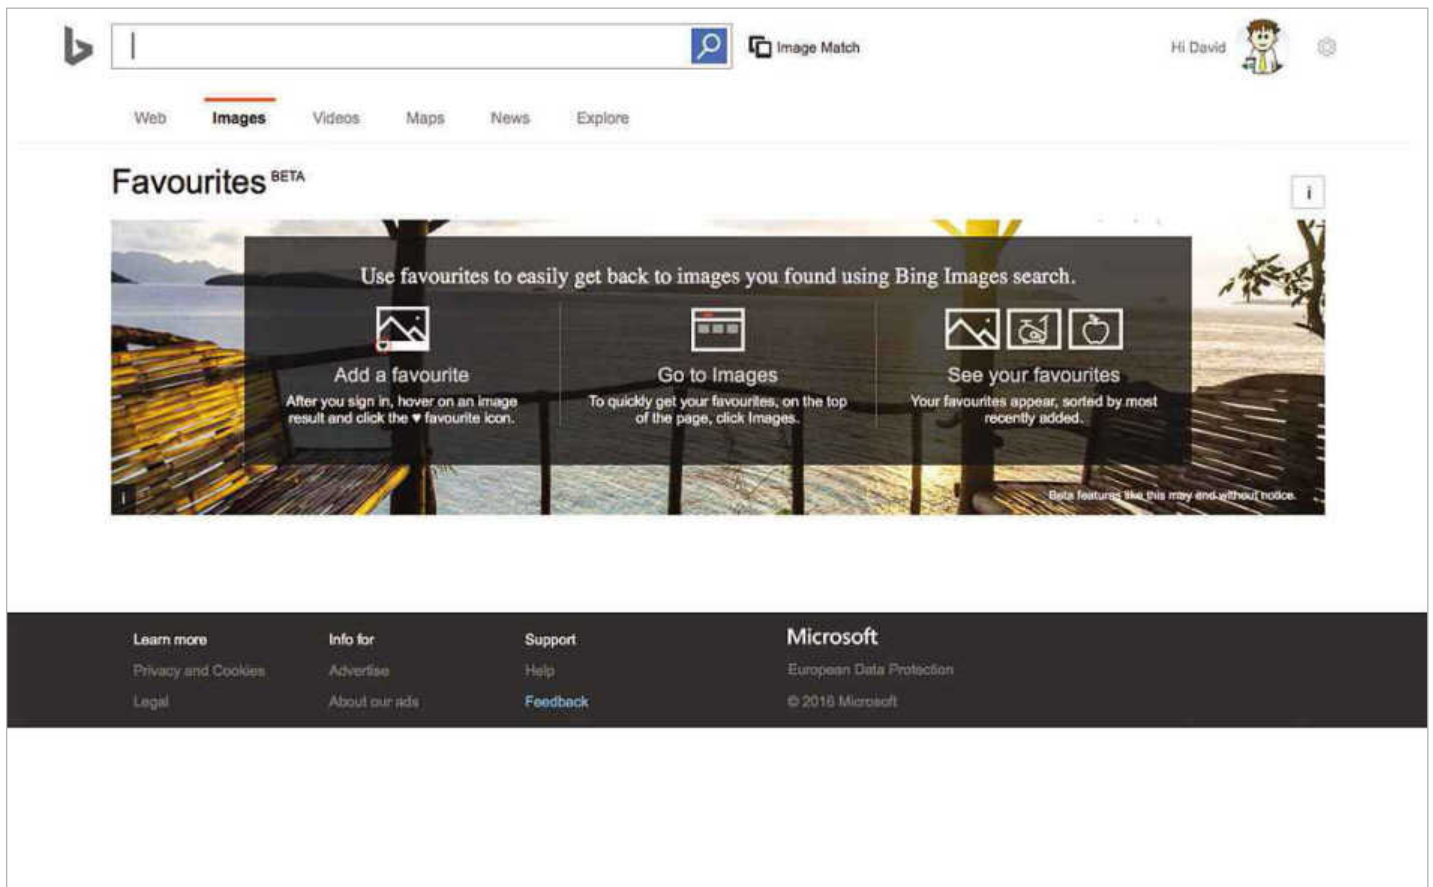 Image Match
Hi David
Web Images Videos Maps News Explore
Favourites BETA
i
Use favourites to easily get back to images you found using Bing Images search.
Add a favourite
After you sign in, hover on an image
result and click the ♥ favourite icon.
Go to Images
To quickly get your favourites, on the top
of the page, click Images.
See your favourites
Your favourites appear, sorted by most
recently added.
i
Beta features like this may end without notice.
Learn more
Privacy and Cookies
Legal
Info for
Advertise
About our ads
Support
Help
Feedback
Microsoft
European Data Protection
© 2016 Microsoft